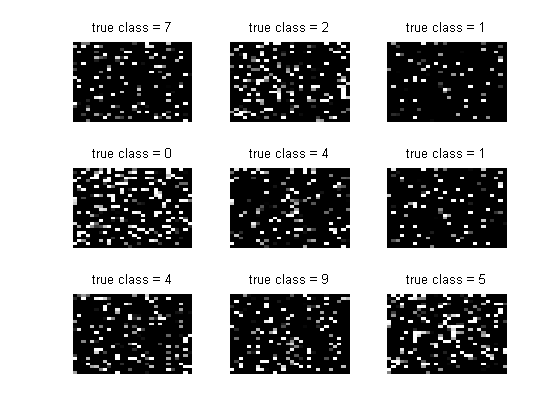 true class = 7
true class = 2
true class = 1
true class = 0
true class = 4
true class = 1
true class = 4
true class = 9
true class = 5